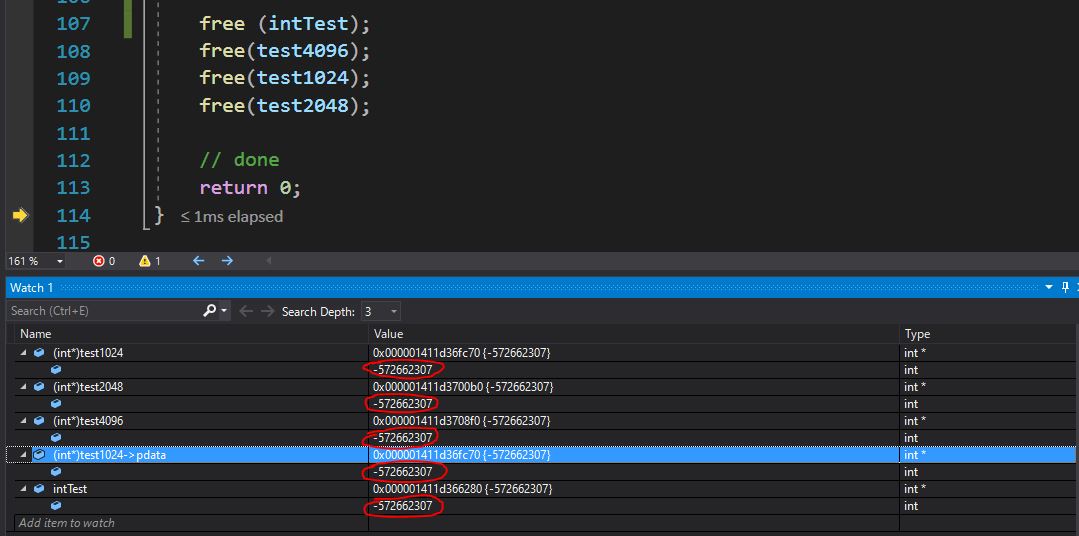 106
107 free (intTest);
108 free(test4096);
109 free(test1024);
110 free(test2048);
111
112 // done
113 return 0;
114 } ≤ 1ms elapsed
115
161 % 0 1
Watch 1
Search (Ctrl+E) Search Depth: 3
Name Value Type
(int*)test1024 0x000001411d36fc70 {-572662307} int *
-572662307 int
(int*)test2048 0x000001411d3700b0 {-572662307} int *
-572662307 int
(int*)test4096 0x000001411d3708f0 {-572662307} int *
-572662307 int
(int*)test1024->pdata 0x000001411d36fc70 {-572662307} int *
-572662307 int
intTest 0x000001411d366280 {-572662307} int *
-572662307 int
Add item to watch